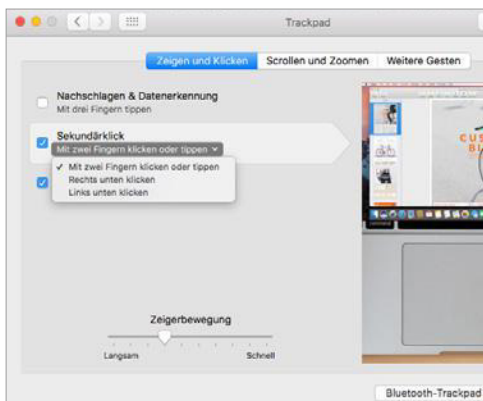 Trackpad
Zeigen und Klicken Scrollen und Zoomen Weitere Gesten
Nachschlagen & Datenerkennung
Mit drei Fingern tippen
Sekundärklick
Mit zwei Fingern klicken oder tippen
✓ Mit zwei Fingern klicken oder tippen
Rechts unten klicken
Links unten klicken
Zeigerbewegung
Langsam Schnell
Bluetooth-Trackpad